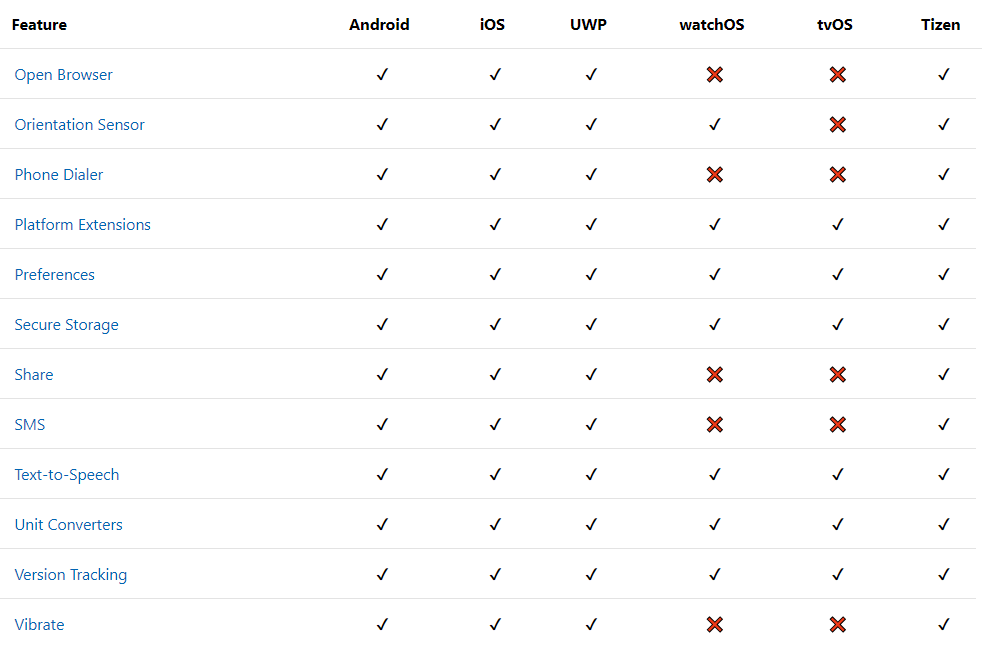 Feature Android iOS UWP watchOS tvOS Tizen
Open Browser ✓ ✓ ✓ ❌ ❌ ✓
Orientation Sensor ✓ ✓ ✓ ✓ ❌ ✓
Phone Dialer ✓ ✓ ✓ ❌ ❌ ✓
Platform Extensions ✓ ✓ ✓ ✓ ✓ ✓
Preferences ✓ ✓ ✓ ✓ ✓ ✓
Secure Storage ✓ ✓ ✓ ✓ ✓ ✓
Share ✓ ✓ ✓ ❌ ❌ ✓
SMS ✓ ✓ ✓ ❌ ❌ ✓
Text-to-Speech ✓ ✓ ✓ ✓ ✓ ✓
Unit Converters ✓ ✓ ✓ ✓ ✓ ✓
Version Tracking ✓ ✓ ✓ ✓ ✓ ✓
Vibrate ✓ ✓ ✓ ❌ ❌ ✓